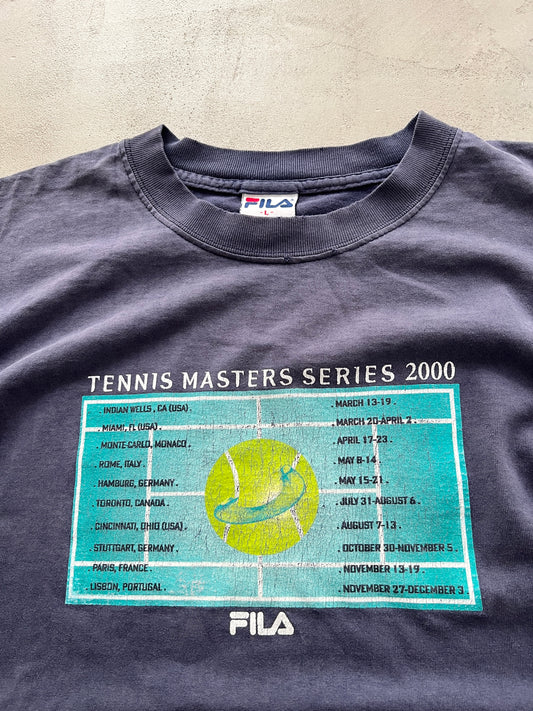 FILA
-L-
TENNIS MASTERS SERIES 2000
. INDIAN WELLS, CA (USA) . . MARCH 13-19 .
. MIAMI, FL (USA) . . MARCH 20-APRIL 2 .
. MONTE-CARLO, MONACO . . APRIL 17-23 .
. ROME, ITALY . . MAY 8-14 .
. HAMBURG, GERMANY . . MAY 15-21 .
. TORONTO, CANADA . . JULY 31-AUGUST 6 .
. CINCINNATI, OHIO (USA) . . AUGUST 7-13 .
. STUTTGART, GERMANY . . OCTOBER 30-NOVEMBER 5 .
. PARIS, FRANCE . . NOVEMBER 13-19 .
. LISBON, PORTUGAL . . NOVEMBER 27-DECEMBER 3 .
FILA